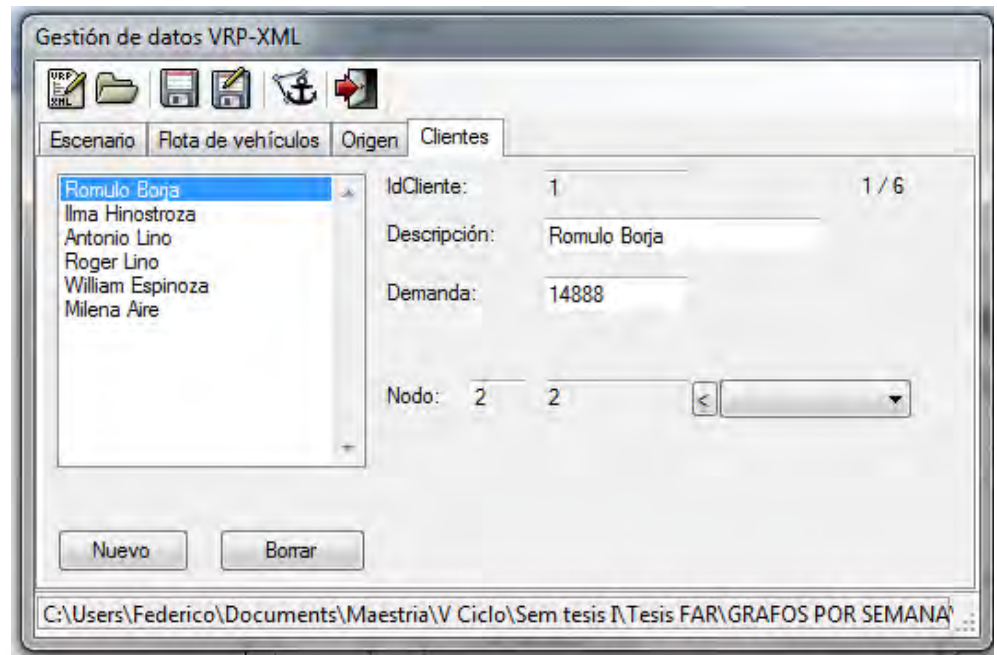 Gestión de datos VRP-XML
VRP
XML
Escenario Flota de vehículos Origen Clientes
Romulo Borja
Ilma Hinostroza
Antonio Lino
Roger Lino
William Espinoza
Milena Aire
IdCliente: 1 1 / 6
Descripción: Romulo Borja
Demanda: 14888
Nodo: 2 2 <
Nuevo Borrar
C:\Users\Federico\Documents\Maestria\V Ciclo\Sem tesis I\Tesis FAR\GRAFOS POR SEMANA\